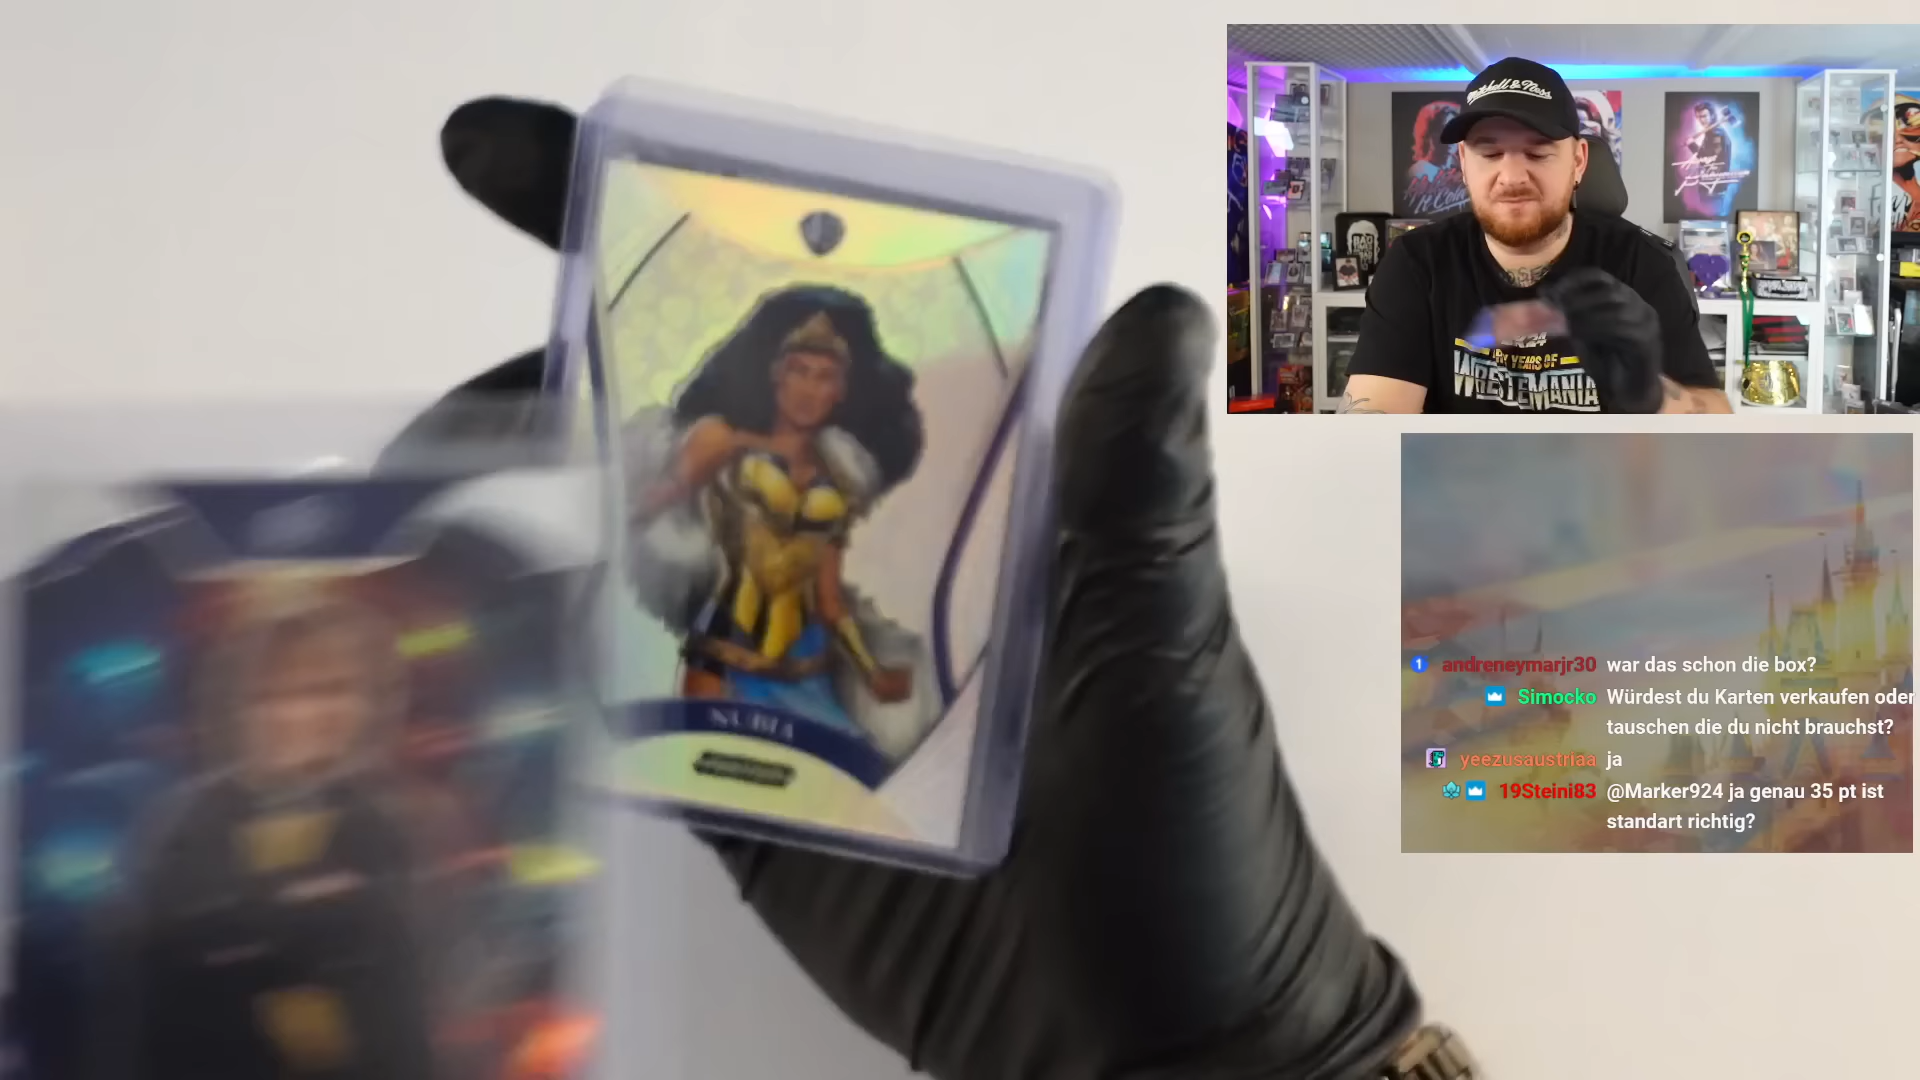 Mitchell & Ness
YEARS OF
WRESTLEMANIA
NUBIA
andreneymarjr30 war das schon die box?
Simocko Würdest du Karten verkaufen oder
tauschen die du nicht brauchst?
yeezusaustriaa ja
19Steini83 @Marker924 ja genau 35 pt ist
standart richtig?